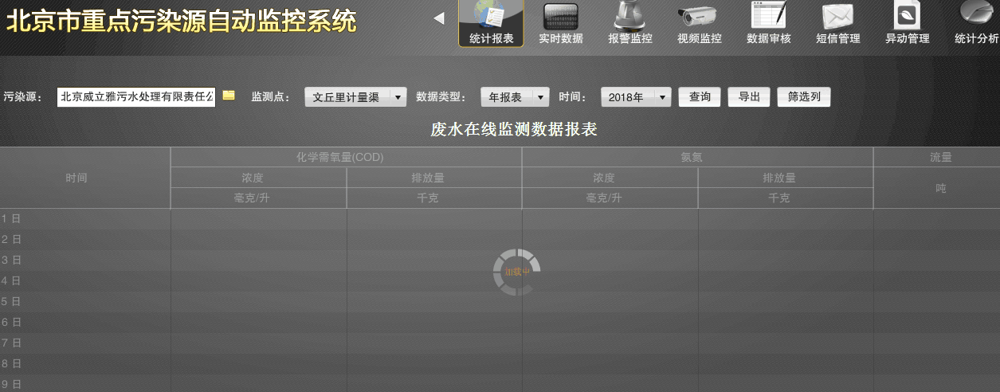 北京市重点污染源自动监控系统
统计报表 实时数据 报警监控 视频监控 数据审核 短信管理 异动管理 统计分析
污染源: 北京威立雅污水处理有限责任公 监测点: 文丘里计量渠 数据类型: 年报表 时间: 2018年 查询 导出 筛选列
废水在线监测数据报表
时间 化学需氧量(COD) 氨氮 流量
浓度 排放量 浓度 排放量
毫克/升 千克 毫克/升 千克 吨
1 日
2 日
3 日
加载中
4 日
5 日
6 日
7 日
8 日
9 日